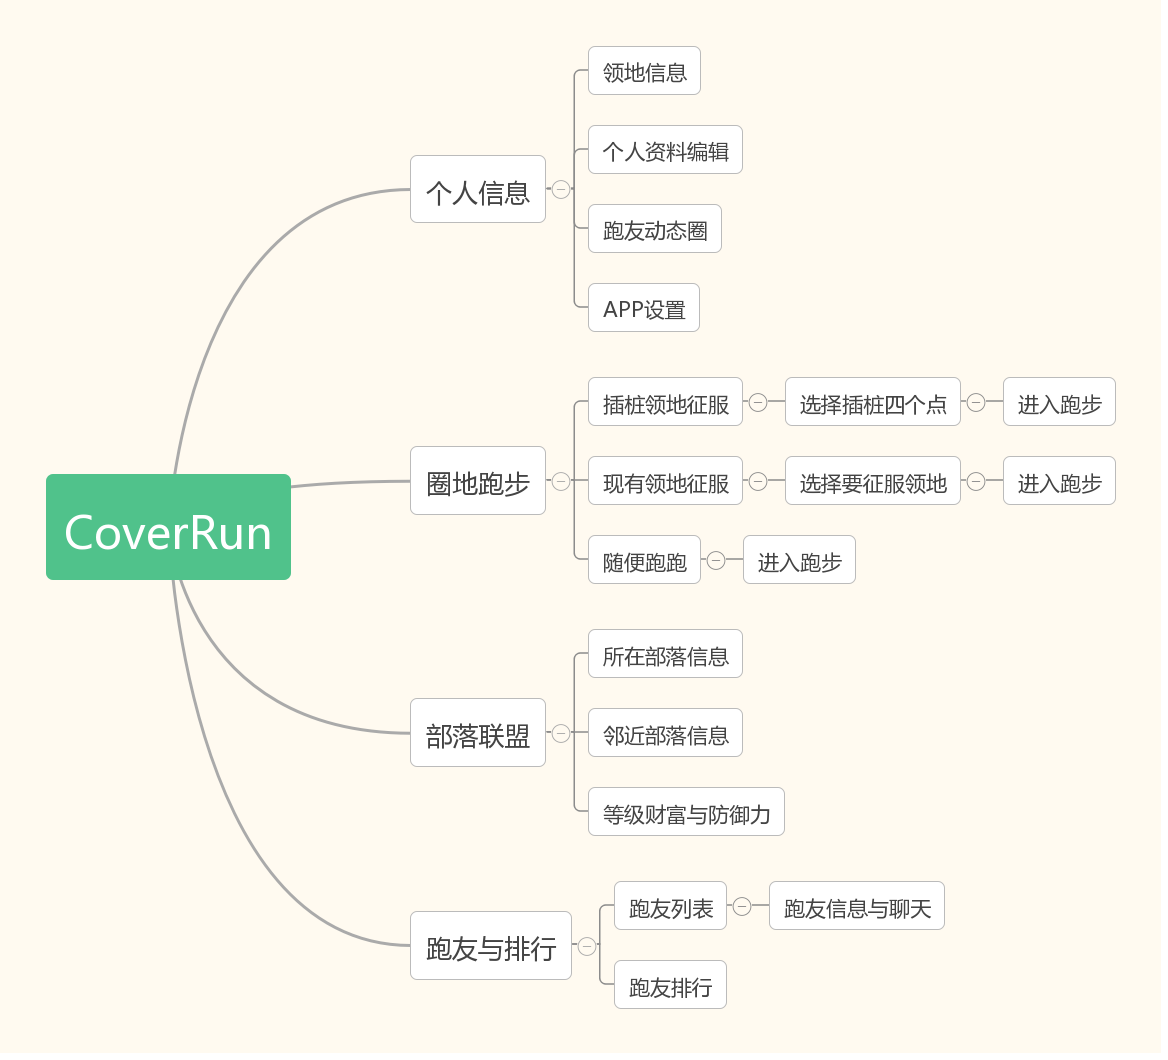 CoverRun
个人信息
领地信息
个人资料编辑
跑友动态圈
APP设置
圈地跑步
插桩领地征服
选择插桩四个点
进入跑步
现有领地征服
选择要征服领地
进入跑步
随便跑跑
进入跑步
部落联盟
所在部落信息
邻近部落信息
等级财富与防御力
跑友与排行
跑友列表
跑友信息与聊天
跑友排行